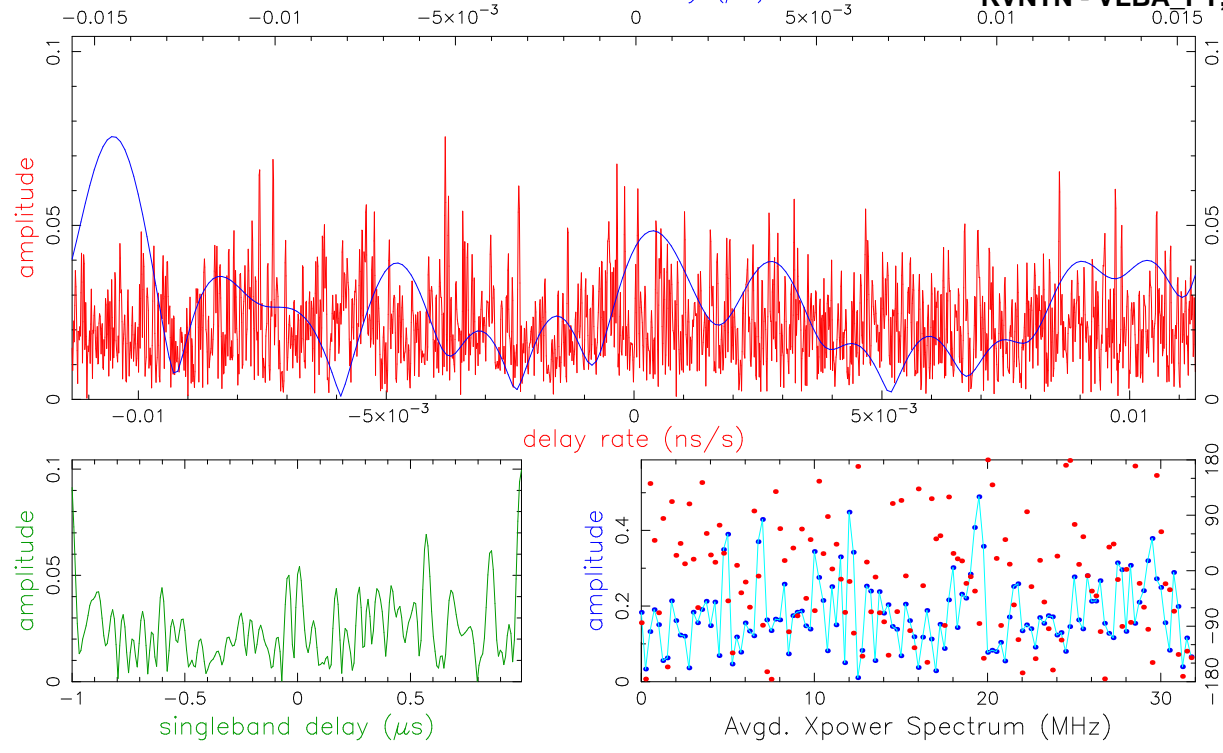 −0.015 −0.01 −5×10⁻³ 0 5×10⁻³ 0.01 0.015
0.1 0.1
amplitude
0.05 0.05
0 0
−0.01 −5×10⁻³ 0 5×10⁻³ 0.01
delay rate (ns/s)
0.1
amplitude
0.05
0
−1 −0.5 0 0.5
singleband delay (μs)
amplitude
0.4
0.2
0
180
90
0
−90
−180
0 10 20 30
Avgd. Xpower Spectrum (MHz)